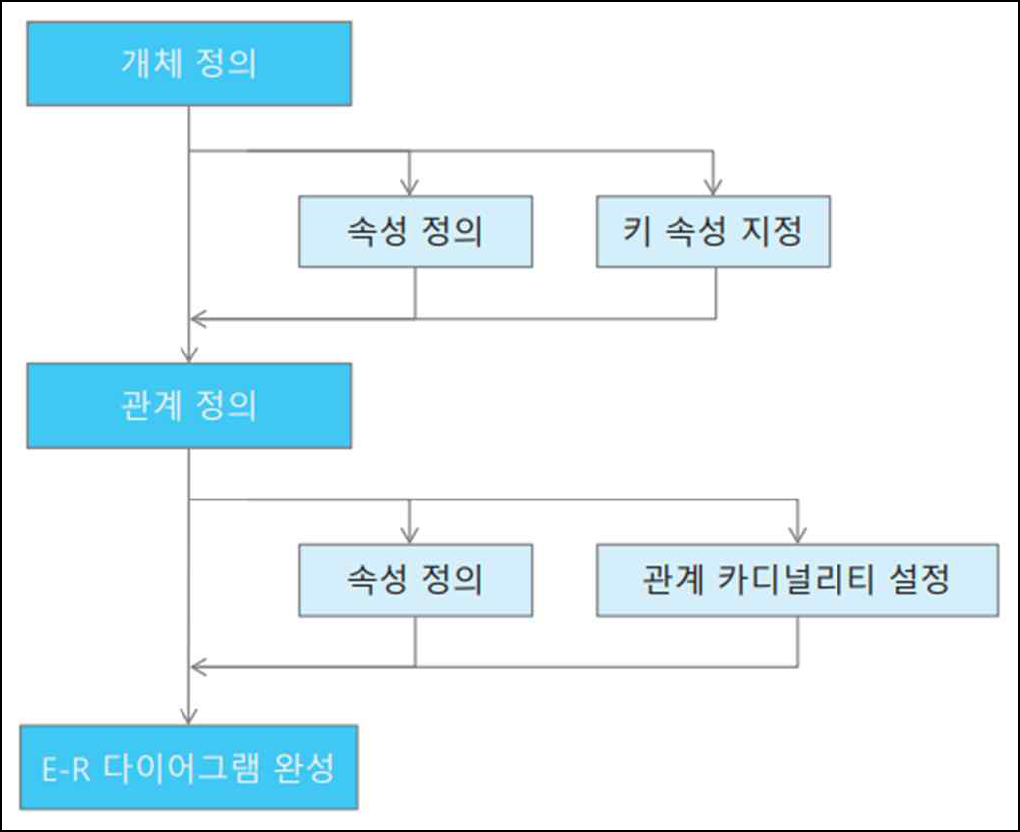 개체 정의
속성 정의
키 속성 지정
관계 정의
속성 정의
관계 카디널리티 설정
E-R 다이어그램 완성